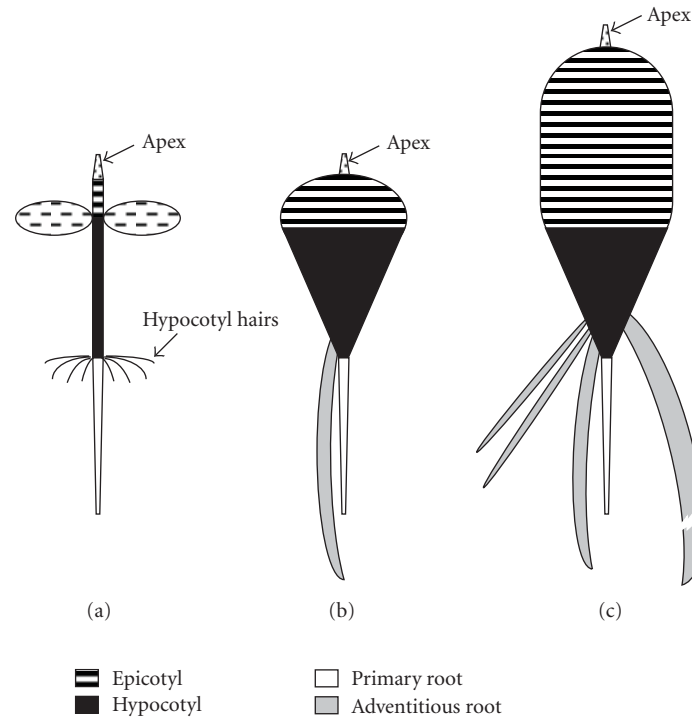 Apex
Apex
Apex
Hypocotyl hairs
(a)
(b)
(c)
Epicotyl
Hypocotyl
Primary root
Adventitious root